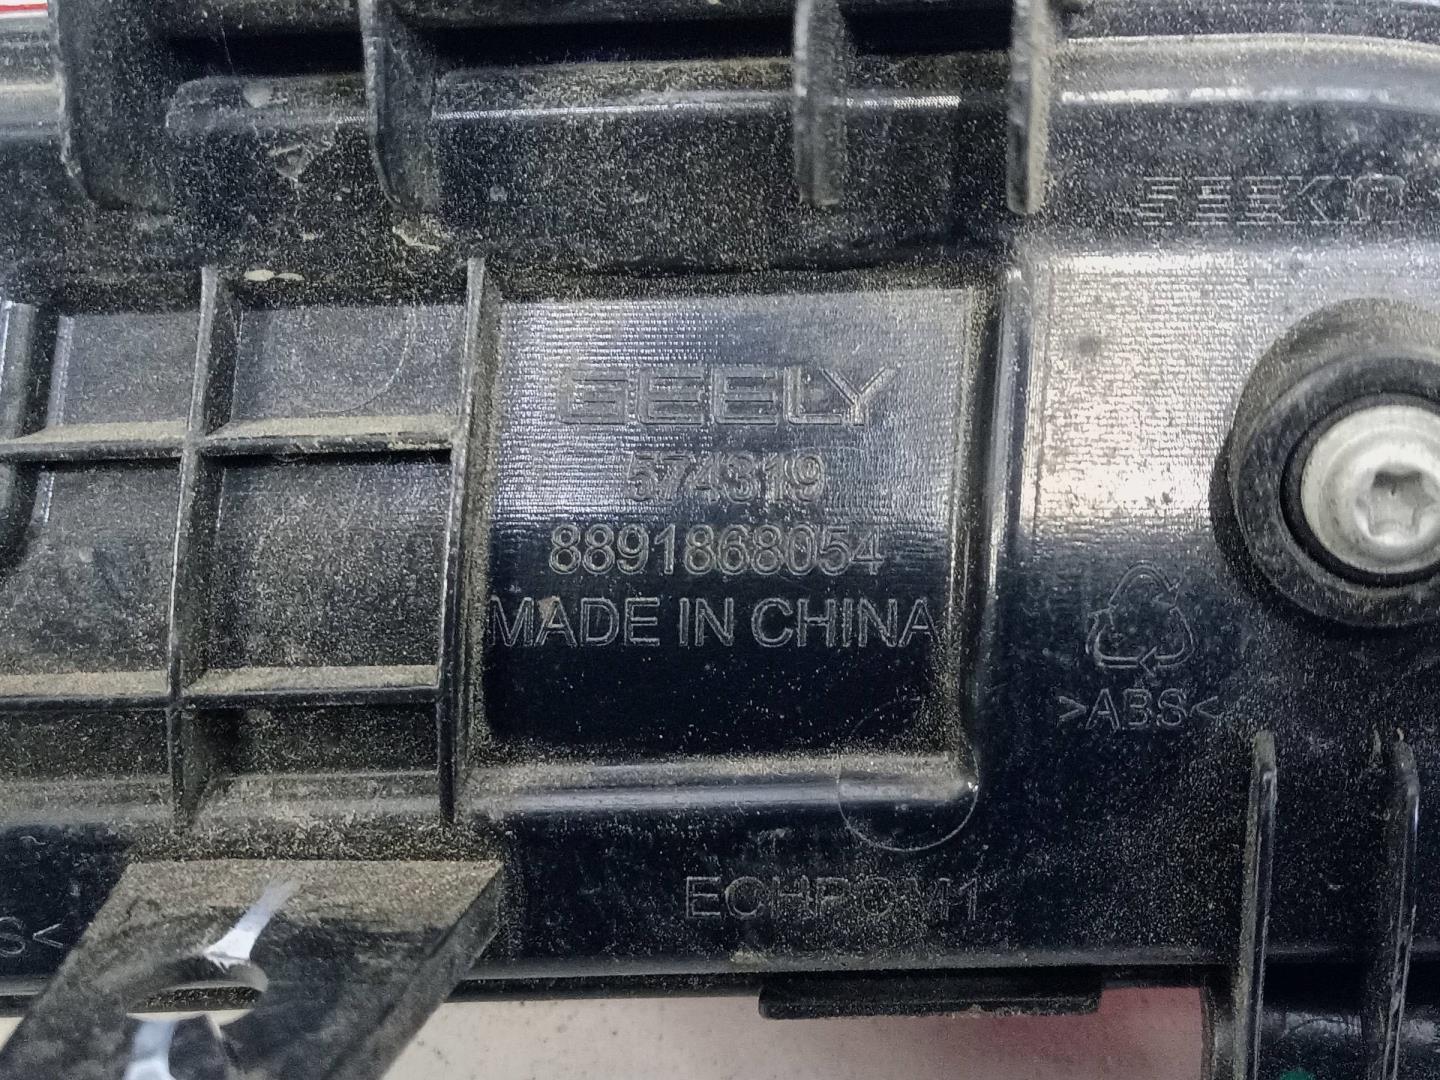 GEELY
574319
8891868054
MADE IN CHINA
>ABS<
S<